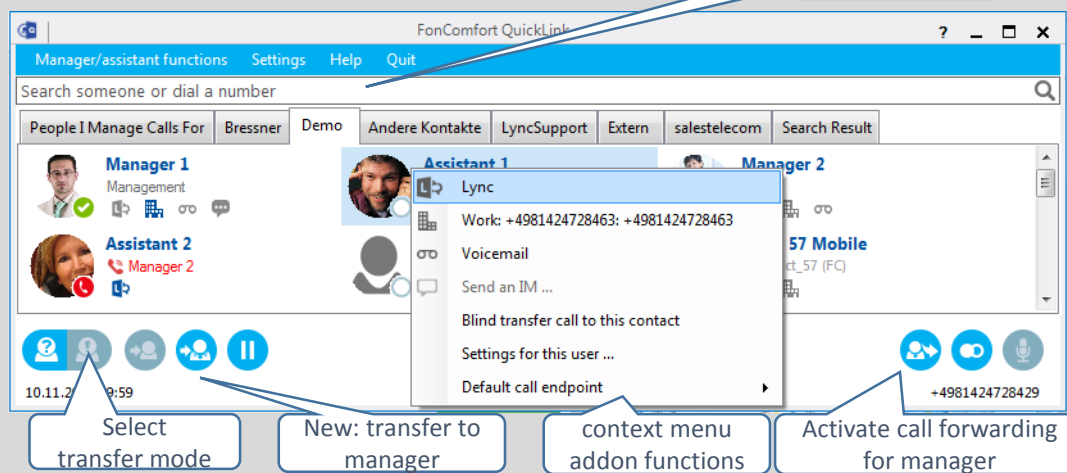 FonComfort QuickLink
?
Manager/assistant functions Settings Help Quit
Search someone or dial a number
People I Manage Calls For Bressner Demo Andere Kontakte LyncSupport Extern salestelecom Search Result
Manager 1
Management
Assistant 1
Manager 2
Assistant 2
Manager 2
57 Mobile
(FC)
Lync
Work: +4981424728463: +4981424728463
Voicemail
Send an IM ...
Blind transfer call to this contact
Settings for this user ...
Default call endpoint
+4981424728429
Select
transfer mode
New: transfer to
manager
context menu
addon functions
Activate call forwarding
for manager